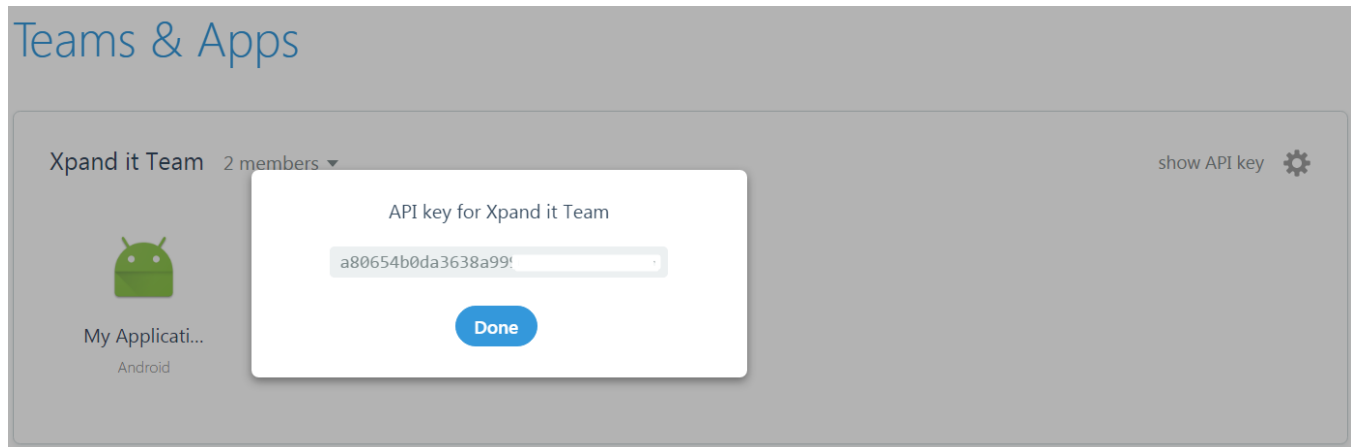 Teams & Apps
Xpand it Team 2 members
show API key
API key for Xpand it Team
a80654b0da3638a999
Done
My Applicati...
Android